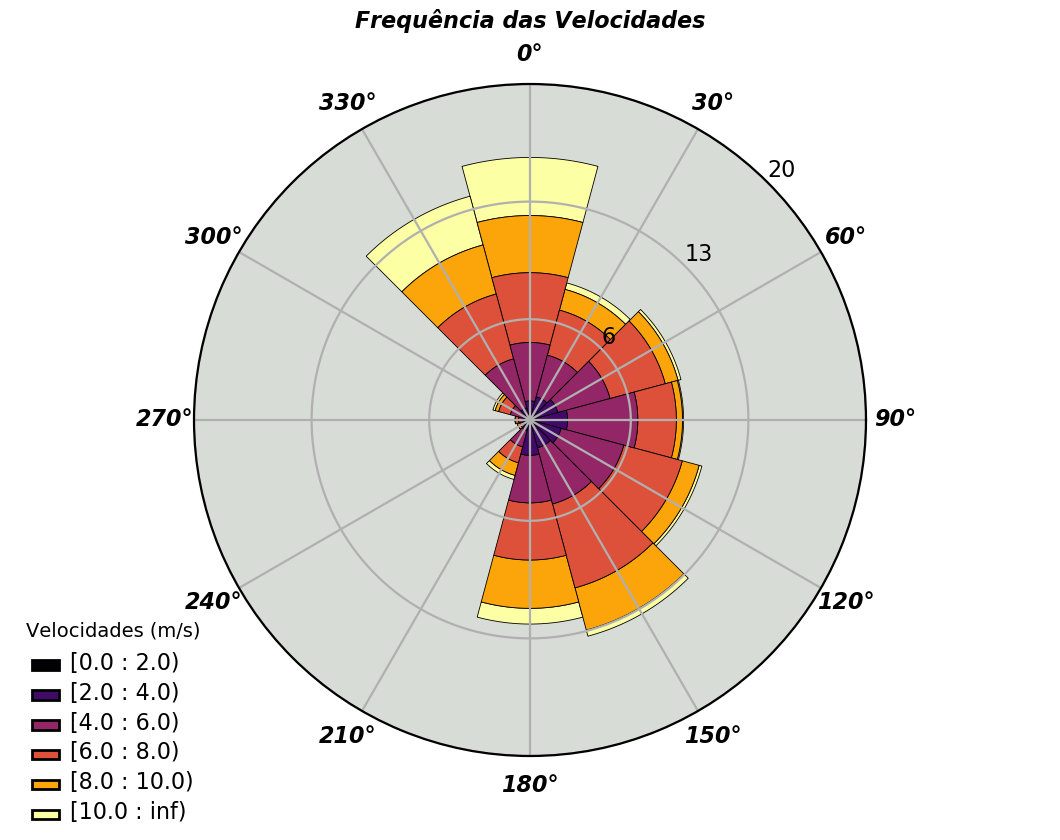 Frequência das Velocidades
0°
330°
30°
20
300°
60°
13
6
270°
90°
240°
120°
210°
150°
180°
Velocidades (m/s)
[0.0 : 2.0)
[2.0 : 4.0)
[4.0 : 6.0)
[6.0 : 8.0)
[8.0 : 10.0)
[10.0 : inf)